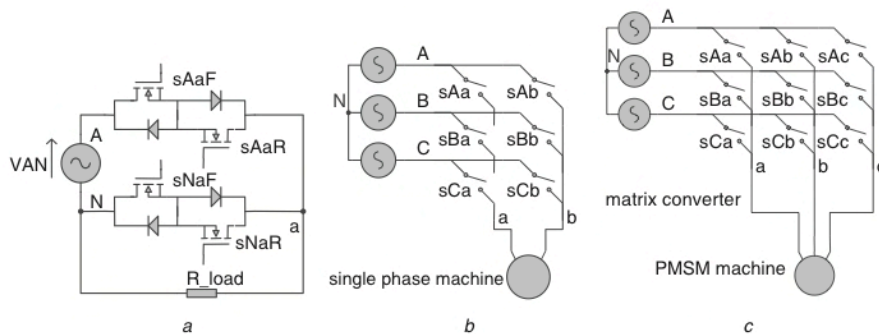 sAaF
A
VAN
sAaR
N
sNaF
a
sNaR
R_load
a
A
sAa
sAb
N
B
sBa
sBb
C
sCa
sCb
a
b
single phase machine
b
A
sAa
sAb
sAc
N
B
sBa
sBb
sBc
C
sCa
sCb
sCc
a
b
c
matrix converter
PMSM machine
c